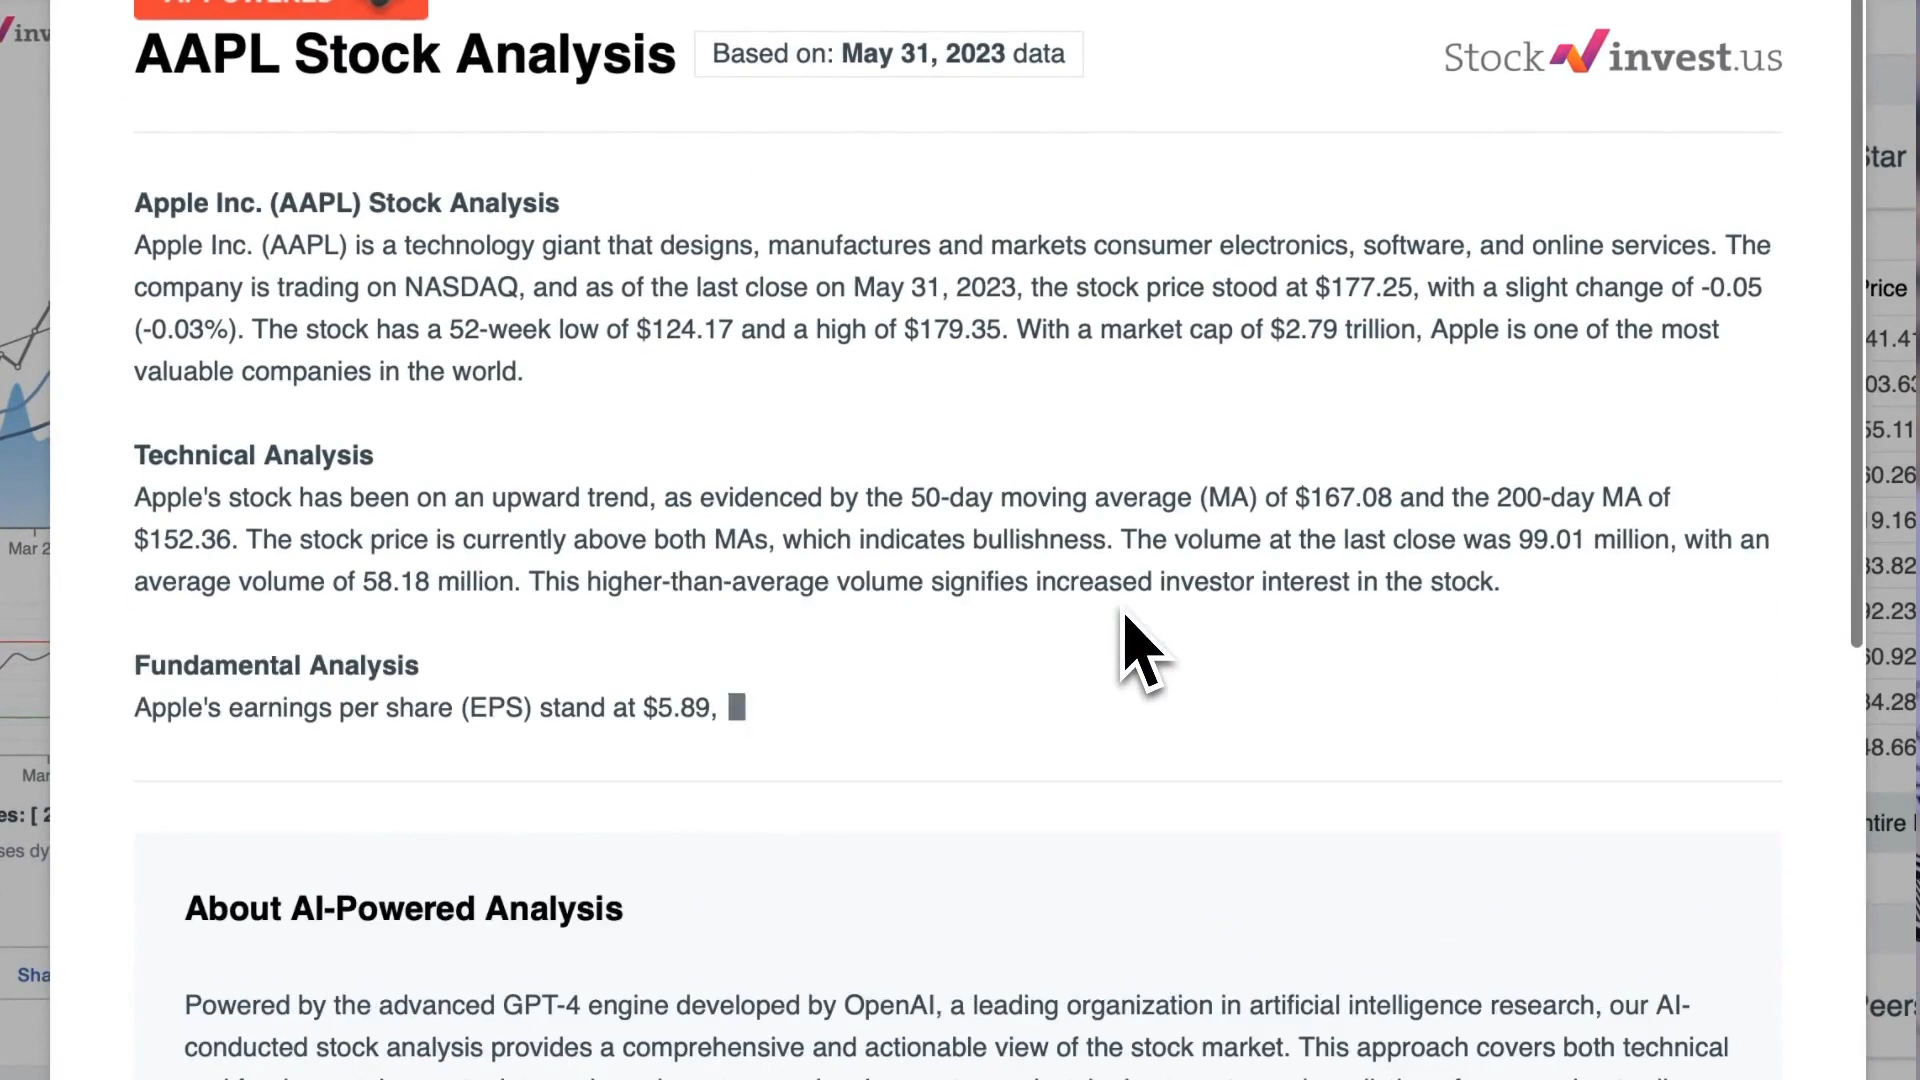 AAPL Stock Analysis
Based on: May 31, 2023 data
Stock invest.us
Apple Inc. (AAPL) Stock Analysis
Apple Inc. (AAPL) is a technology giant that designs, manufactures and markets consumer electronics, software, and online services. The
company is trading on NASDAQ, and as of the last close on May 31, 2023, the stock price stood at $177.25, with a slight change of -0.05
(-0.03%). The stock has a 52-week low of $124.17 and a high of $179.35. With a market cap of $2.79 trillion, Apple is one of the most
valuable companies in the world.
Technical Analysis
Apple's stock has been on an upward trend, as evidenced by the 50-day moving average (MA) of $167.08 and the 200-day MA of
$152.36. The stock price is currently above both MAs, which indicates bullishness. The volume at the last close was 99.01 million, with an
average volume of 58.18 million. This higher-than-average volume signifies increased investor interest in the stock.
Fundamental Analysis
Apple's earnings per share (EPS) stand at $5.89,
About AI-Powered Analysis
Powered by the advanced GPT-4 engine developed by OpenAI, a leading organization in artificial intelligence research, our AI-
conducted stock analysis provides a comprehensive and actionable view of the stock market. This approach covers both technical